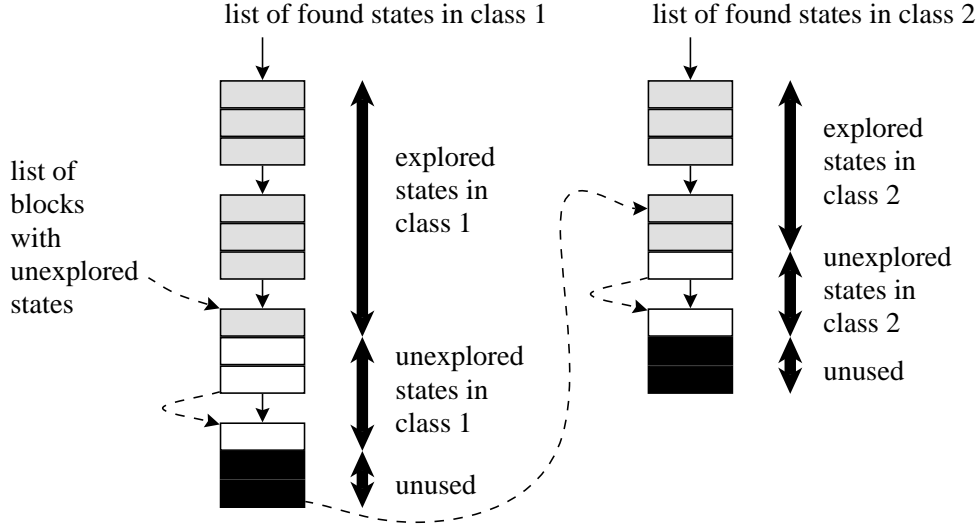 list of found states in class 1
list of found states in class 2
list of
blocks
with
unexplored
states
explored
states in
class 1
unexplored
states in
class 1
unused
explored
states in
class 2
unexplored
states in
class 2
unused